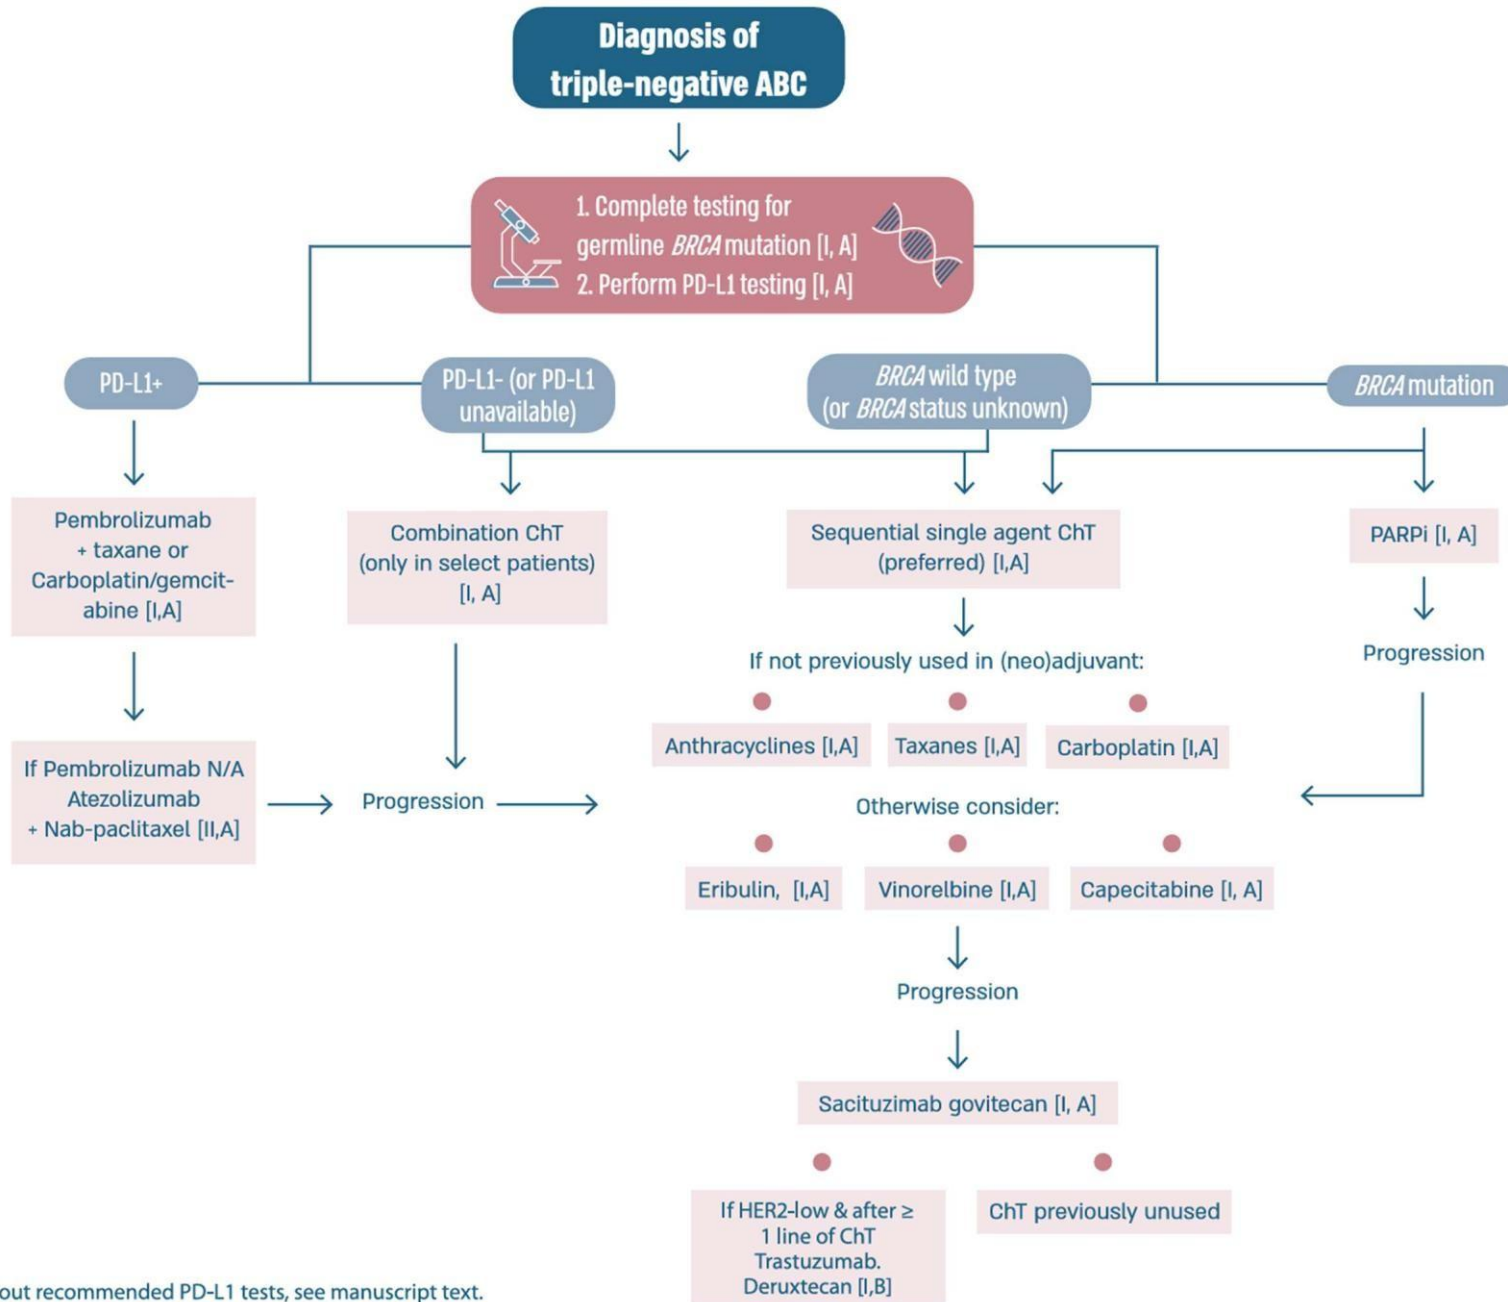 Diagnosis of
triple-negative ABC
1. Complete testing for
germline BRCA mutation [I, A]
2. Perform PD-L1 testing [I, A]
PD-L1+
PD-L1- (or PD-L1
unavailable)
BRCA wild type
(or BRCA status unknown)
BRCA mutation
Pembrolizumab
+ taxane or
Carboplatin/gemcit-
abine [I,A]
Combination ChT
(only in select patients)
[I, A]
Sequential single agent ChT
(preferred) [I,A]
PARPi [I, A]
If not previously used in (neo)adjuvant:
Progression
Anthracyclines [I,A]
Taxanes [I,A]
Carboplatin [I,A]
If Pembrolizumab N/A
Atezolizumab
+ Nab-paclitaxel [II,A]
Progression
Otherwise consider:
Eribulin, [I,A]
Vinorelbine [I,A]
Capecitabine [I, A]
Progression
Sacituzimab govitecan [I, A]
If HER2-low & after ≥
1 line of ChT
Trastuzumab.
Deruxtecan [I,B]
ChT previously unused
out recommended PD-L1 tests, see manuscript text.